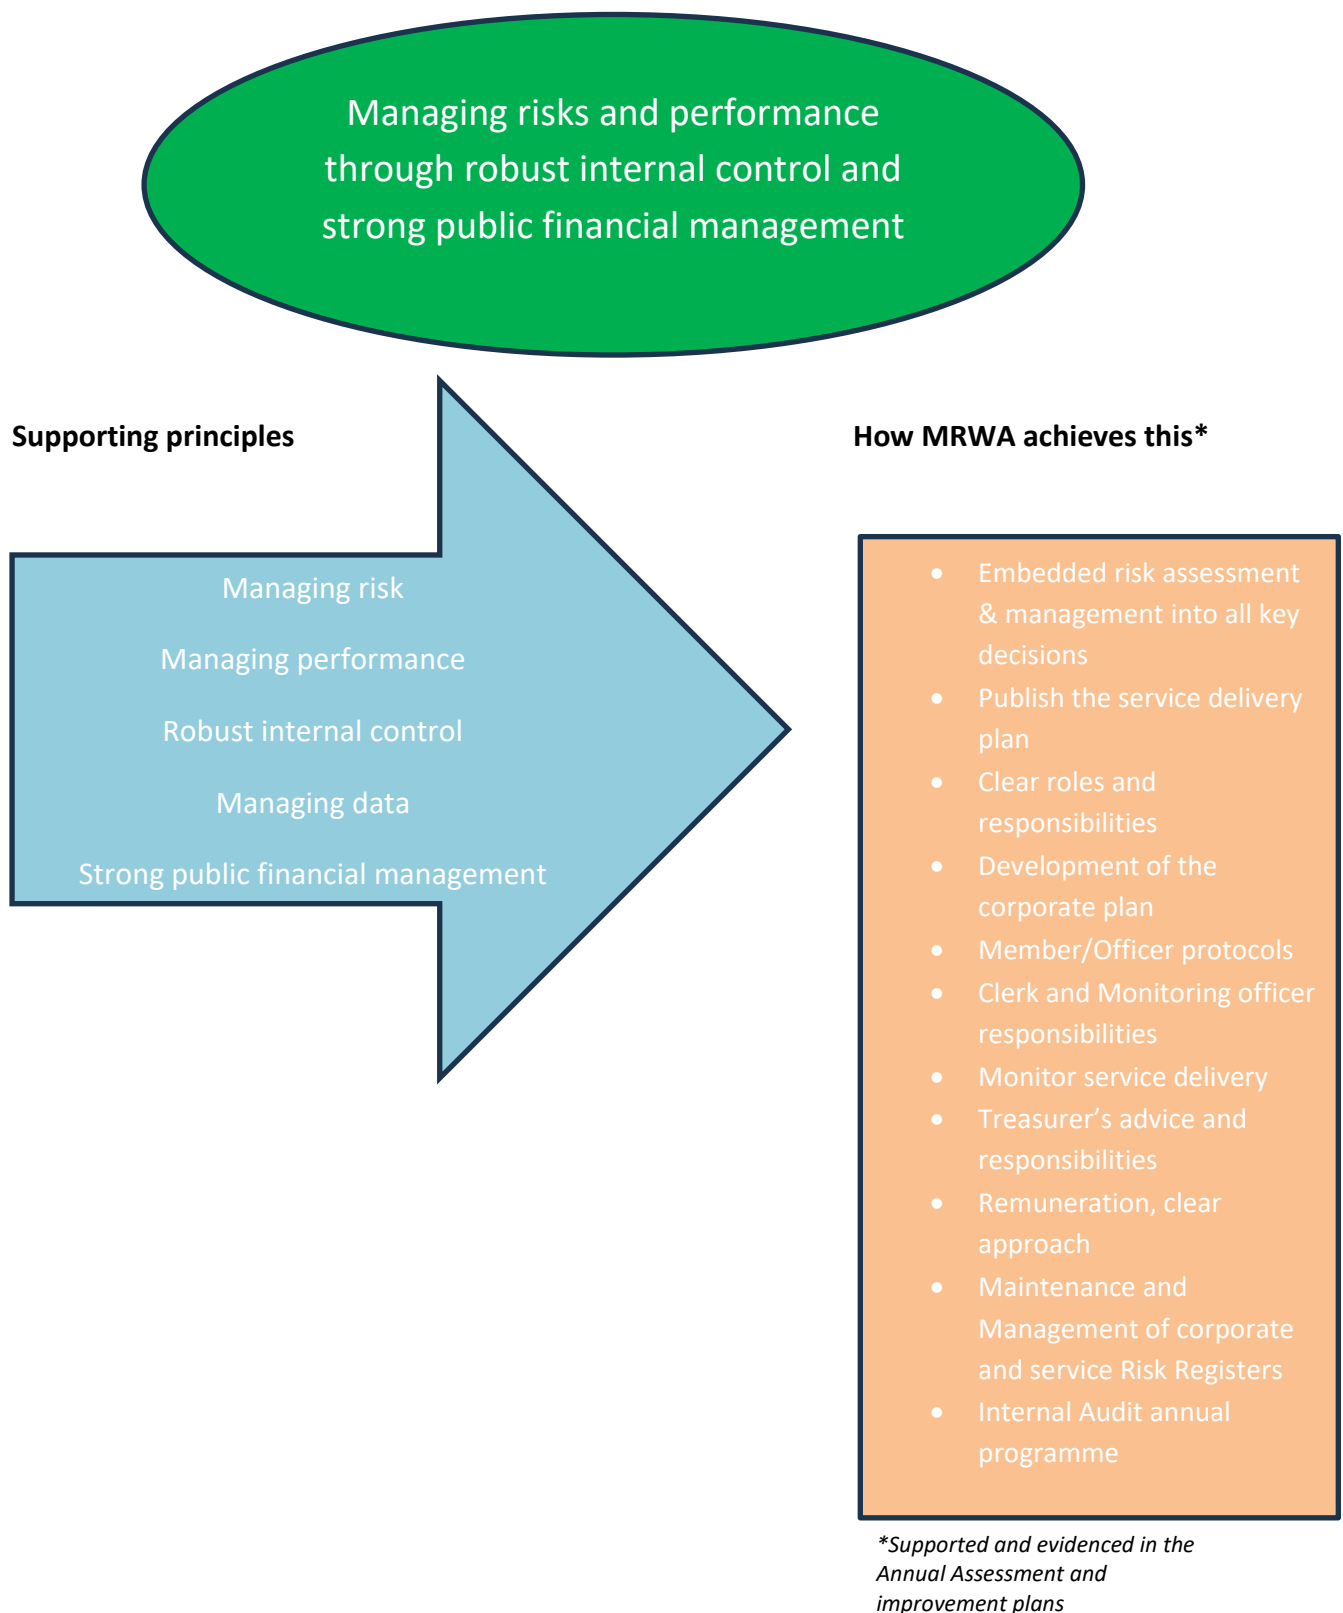 Managing risks and performance
through robust internal control and
strong public financial management
Supporting principles
Managing risk
Managing performance
Robust internal control
Managing data
Strong public financial management
How MRWA achieves this*
• Embedded risk assessment
& management into all key
decisions
• Publish the service delivery
plan
• Clear roles and
responsibilities
• Development of the
corporate plan
• Member/Officer protocols
• Clerk and Monitoring officer
responsibilities
• Monitor service delivery
• Treasurer’s advice and
responsibilities
• Remuneration, clear
approach
• Maintenance and
Management of corporate
and service Risk Registers
• Internal Audit annual
programme
*Supported and evidenced in the
Annual Assessment and
improvement plans